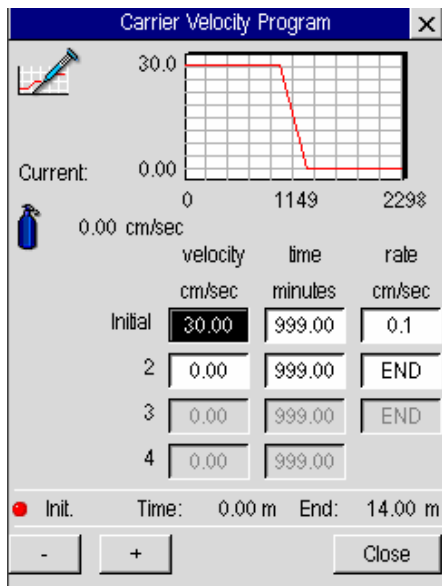 Carrier Velocity Program
30.0
Current: 0.00
0 1149 2298
0.00 cm/sec
velocity time rate
cm/sec minutes cm/sec
Initial 30.00 999.00 0.1
2 0.00 999.00 END
3 0.00 999.00 END
4 0.00 999.00
Init. Time: 0.00 m End: 14.00 m
- + Close